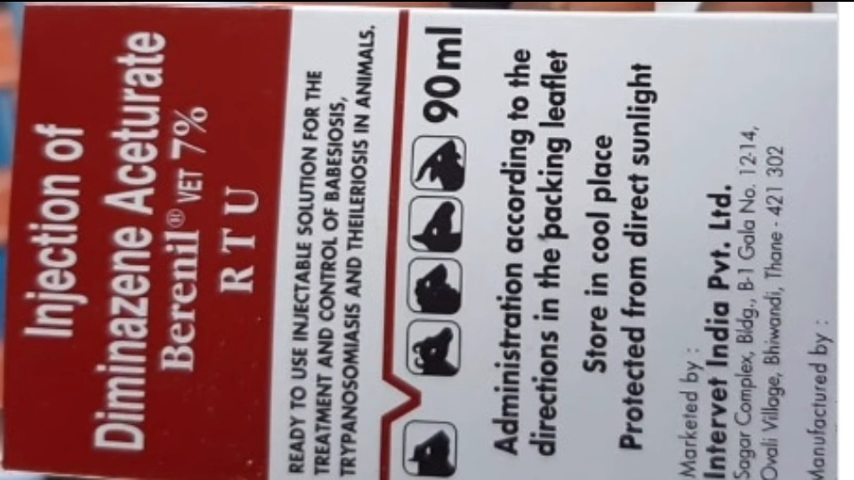 Injection of
Diminazene Aceturate
Berenil® VET 7%
RTU
READY TO USE INJECTABLE SOLUTION FOR THE
TREATMENT AND CONTROL OF BABESIOSIS,
TRYPANOSOMIASIS AND THEILERIOSIS IN ANIMALS.
90ml
Administration according to the
directions in the packing leaflet
Store in cool place
Protected from direct sunlight
Marketed by :
Intervet India Pvt. Ltd.
Sagar Complex, Bldg., B-1 Gala No. 12-14,
Ovali Village, Bhiwandi, Thane - 421 302
Manufactured by :